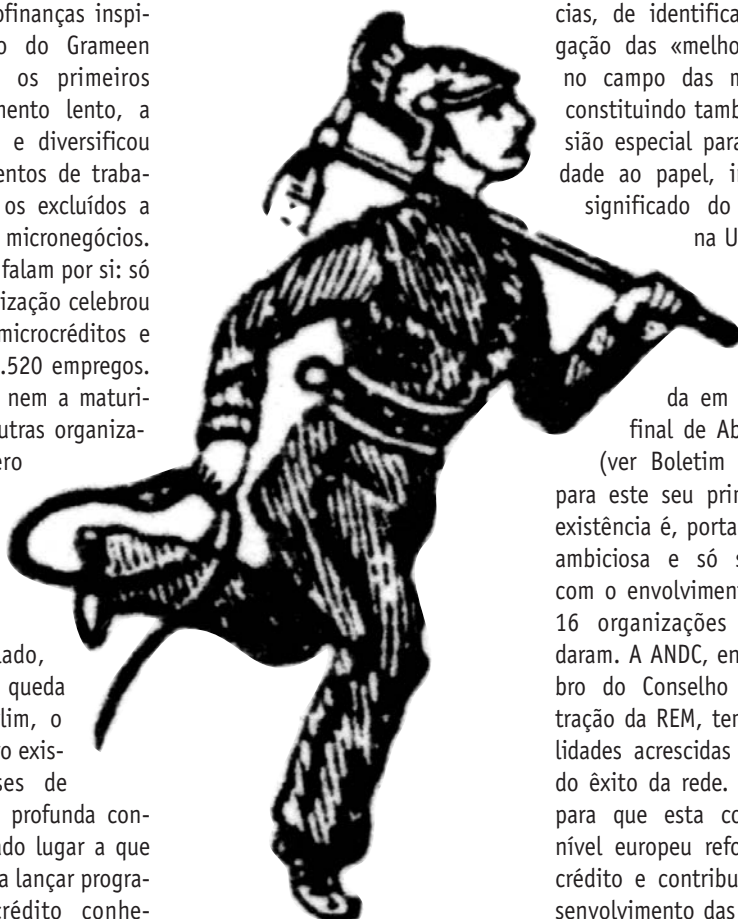 ofinanças inspi-
o do Grameen
os primeiros
mento lento, a
e diversificou
entos de traba-
os excluídos a
micronegócios.
falam por si: só
ização celebrou
microcréditos e
.520 empregos.
nem a maturi-
utras organiza-
ero
lado,
queda
lim, o
o exis-
ses de
profunda con-
ado lugar a que
a lançar progra-
crédito conhe-
cias, de identifica
gação das «melho
no campo das m
constituindo tamb
sião especial para
dade ao papel, i
significado do
na U
da em
final de Ab
(ver Boletim
para este seu prim
existência é, porta
ambiciosa e só s
com o envolviment
16 organizações
daram. A ANDC, en
bro do Conselho
tração da REM, ter
lidades acrescidas
do êxito da rede.
para que esta co
nível europeu refo
crédito e contribu
senvolvimento das